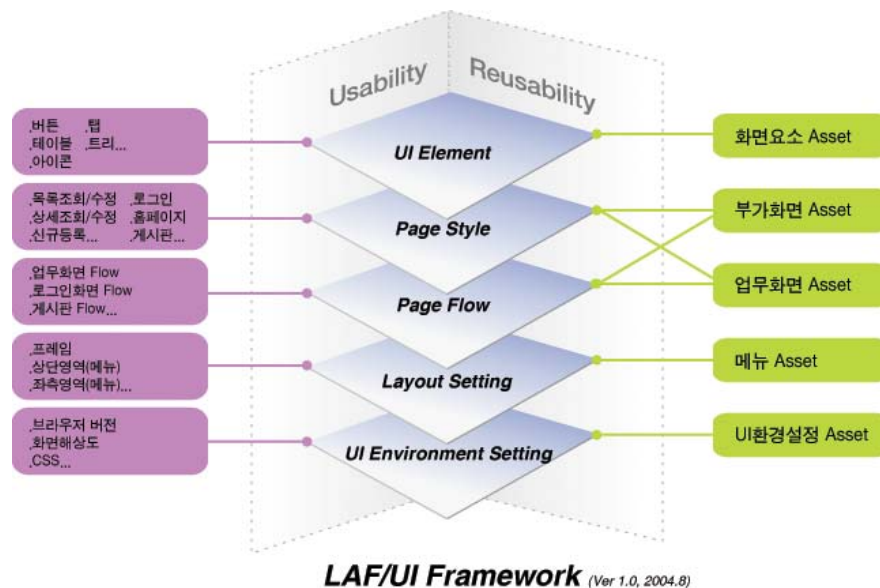 Usability
Reusability
.버튼 .탭
.테이블 .트리...
.아이콘
UI Element
화면요소 Asset
.목록조회/수정 .로그인
.상세조회/수정 .홈페이지
.신규등록... .게시판...
Page Style
부가화면 Asset
.업무화면 Flow
.로그인화면 Flow
.게시판 Flow...
Page Flow
업무화면 Asset
.프레임
.상단영역(메뉴)
.좌측영역(메뉴)...
Layout Setting
메뉴 Asset
.브라우저 버전
.화면해상도
.CSS...
UI Environment Setting
UI환경설정 Asset
LAF/UI Framework (Ver 1.0, 2004.8)